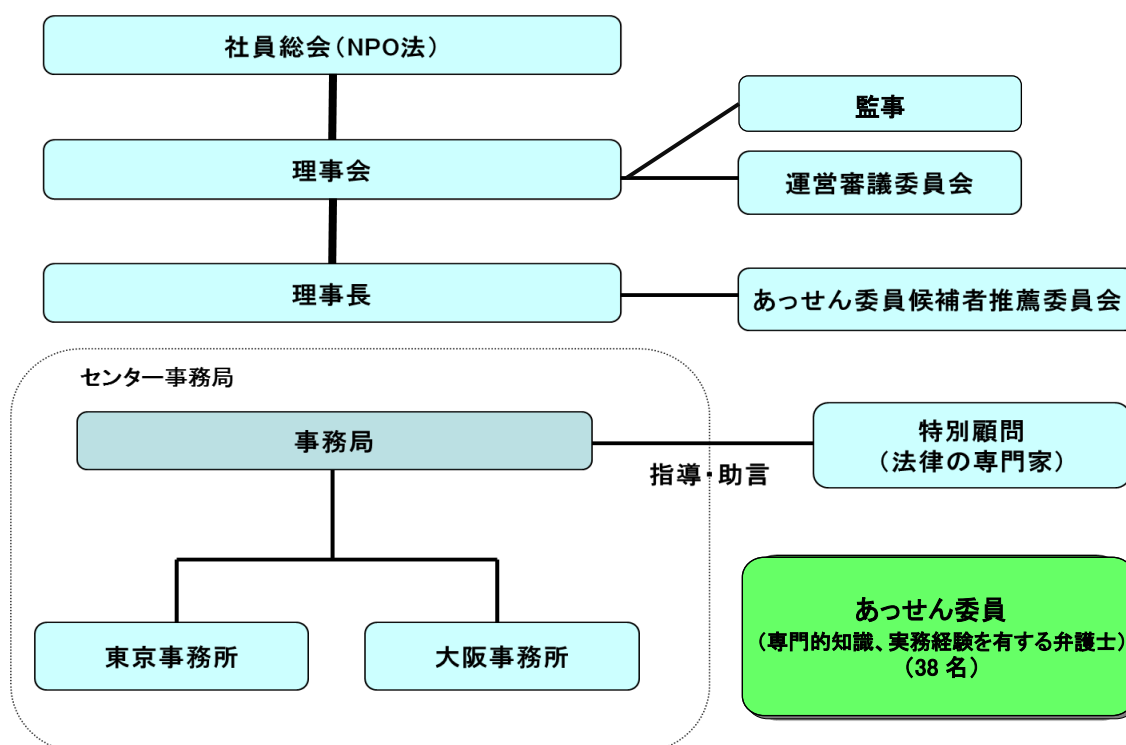 社員総会（NPO法）
監事
理事会
運営審議委員会
理事長
あっせん委員候補者推薦委員会
センター事務局
事務局
特別顧問
（法律の専門家）
指導・助言
あっせん委員
（専門的知識、実務経験を有する弁護士）
（38 名）
東京事務所
大阪事務所